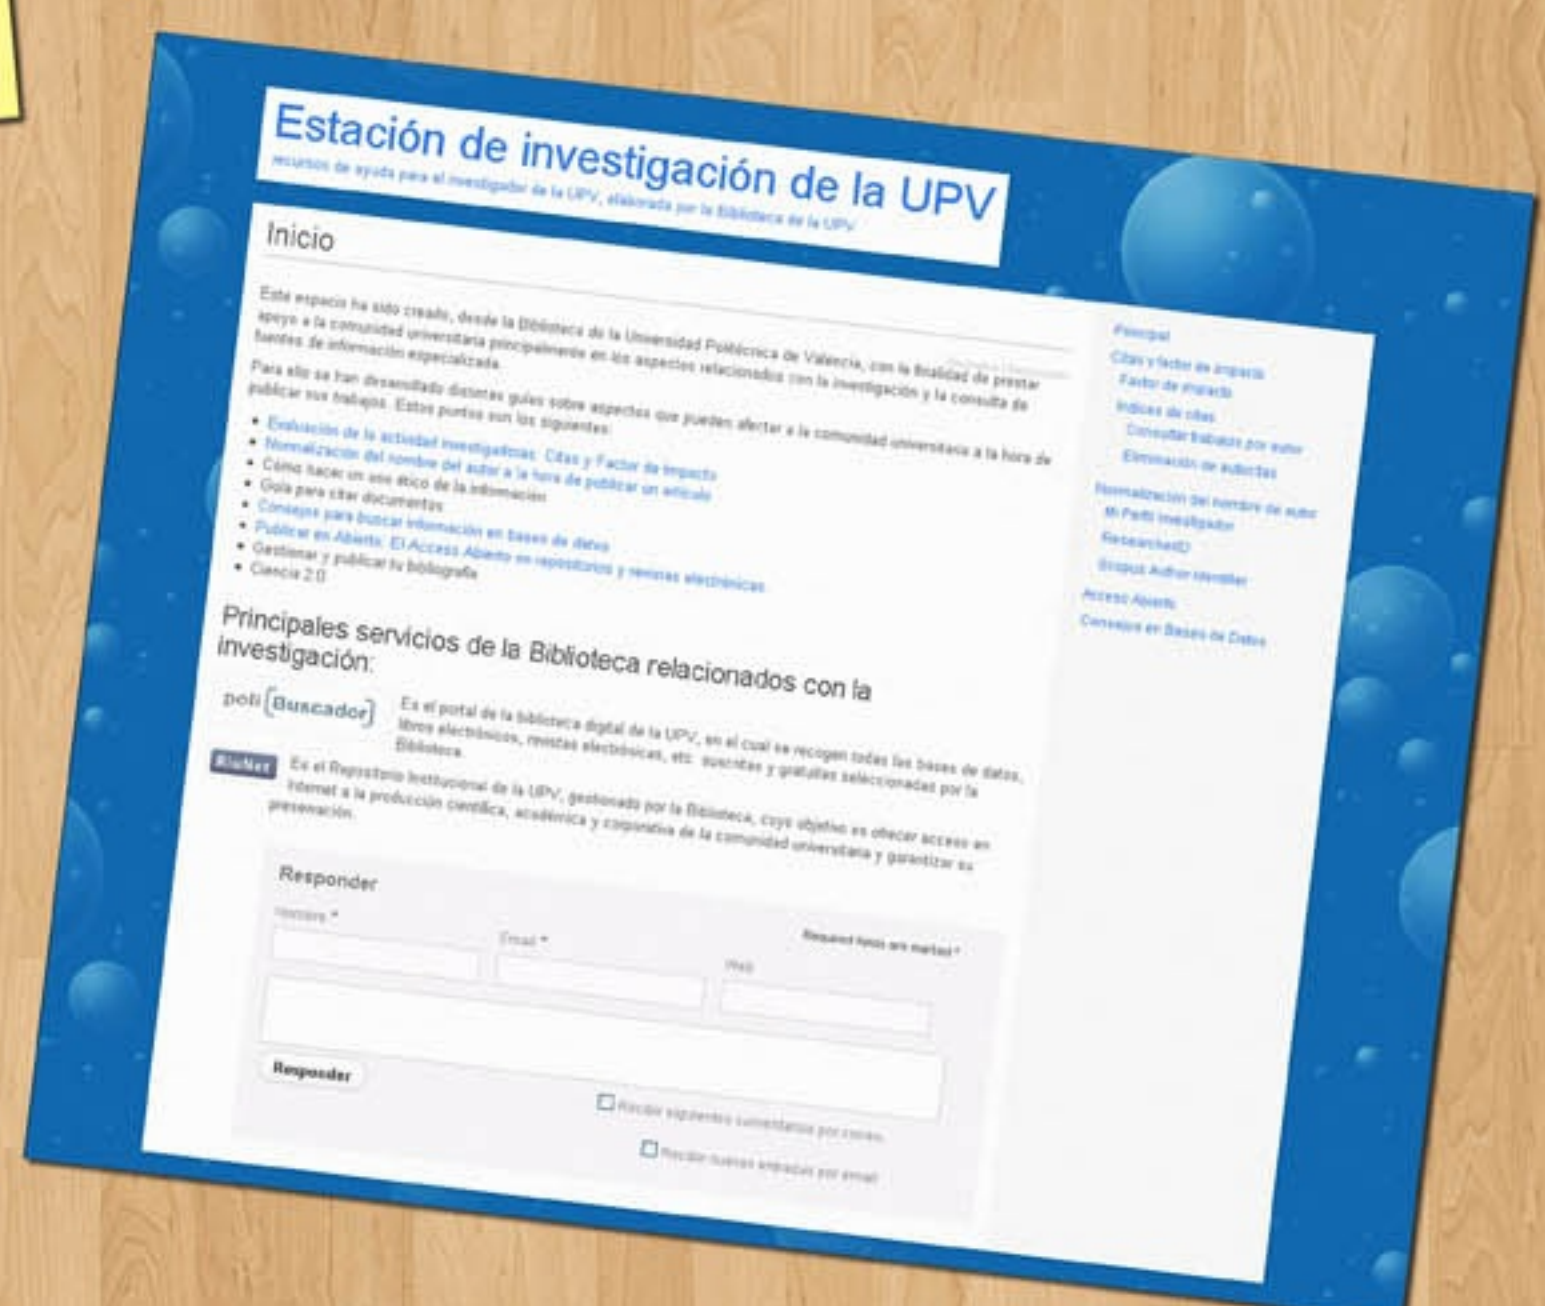 Estación de investigación de la UPV
recursos de ayuda para el investigador de la UPV, elaborada por la Biblioteca de la UPV
Inicio
Este espacio ha sido creado, desde la Biblioteca de la Universidad Politécnica de Valencia, con la finalidad de prestar
apoyo a la comunidad universitaria principalmente en los aspectos relacionados con la investigación y la consulta de
fuentes de información especializada.
Para ello se han desarrollado distintas guías sobre aspectos que pueden afectar a la comunidad universitaria a la hora de
publicar sus trabajos. Estos puntos son los siguientes:
• Evaluación de la actividad investigadoras. Citas y Factor de Impacto
• Normalización del nombre del autor a la hora de publicar un artículo
• Cómo hacer un uso ético de la información
• Guía para citar documentos
• Consejos para buscar información en bases de datos
• Publicar en Abierto. El Access Abierto en repositorios y revistas electrónicas
• Gestionar y publicar tu bibliografía
• Ciencia 2.0
Principales servicios de la Biblioteca relacionados con la
investigación:
poli [Buscador]
Es el portal de la biblioteca digital de la UPV, en el cual se recogen todas las bases de datos,
libros electrónicos, revistas electrónicas, etc. suscritas y gratuitas seleccionadas por la
Biblioteca.
RiuNet
Es el Repositorio Institucional de la UPV, gestionado por la Biblioteca, cuyo objetivo es ofrecer acceso en
Internet a la producción científica, académica y corporativa de la comunidad universitaria y garantizar su
preservación.
Responder
Nombre *
Email *
Web
Required fields are marked *
Responder
Recibir siguientes comentarios por correo.
Recibir nuevas entradas por email
Principal
Citas y factor de impacto
Factor de impacto
Índices de citas
Consultar trabajos por autor
Eliminación de autocitas
Normalización del nombre de autor
Mi Perfil investigador
ResearcherID
Scopus Author Identifier
Acceso Abierto
Consejos en Bases de Datos